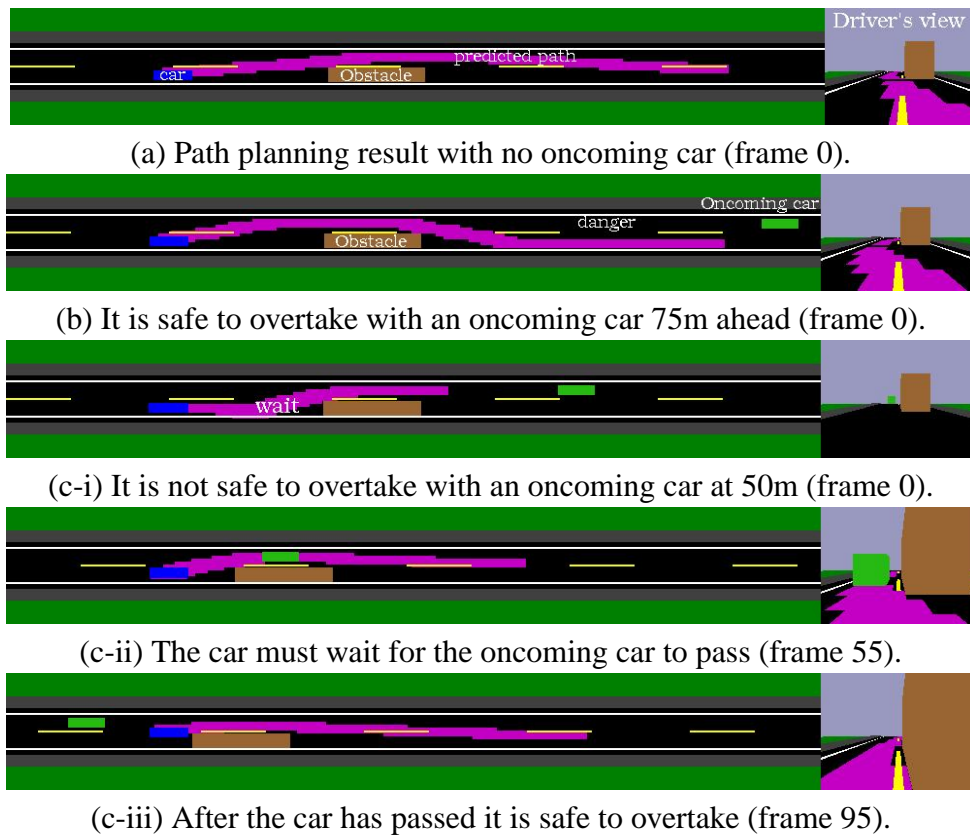 Driver's view
predicted path
car
Obstacle
(a) Path planning result with no oncoming car (frame 0).
Oncoming car
danger
Obstacle
(b) It is safe to overtake with an oncoming car 75m ahead (frame 0).
wait
(c-i) It is not safe to overtake with an oncoming car at 50m (frame 0).
(c-ii) The car must wait for the oncoming car to pass (frame 55).
(c-iii) After the car has passed it is safe to overtake (frame 95).